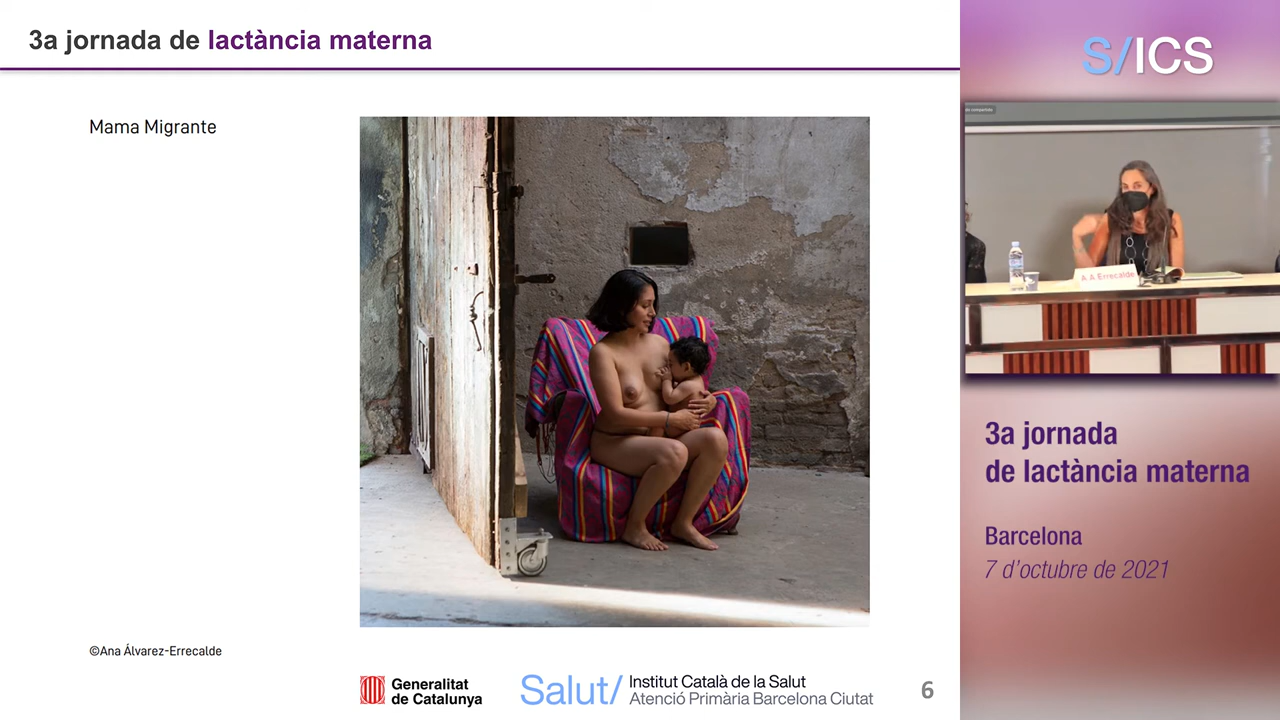 3a jornada de lactància materna
Mama Migrante
©Ana Álvarez-Errecalde
Generalitat
de Catalunya
Salut/
Institut Català de la Salut
Atenció Primària Barcelona Ciutat
6
S/ICS
A.A.Errecalde
3a jornada
de lactància materna
Barcelona
7 d'octubre de 2021